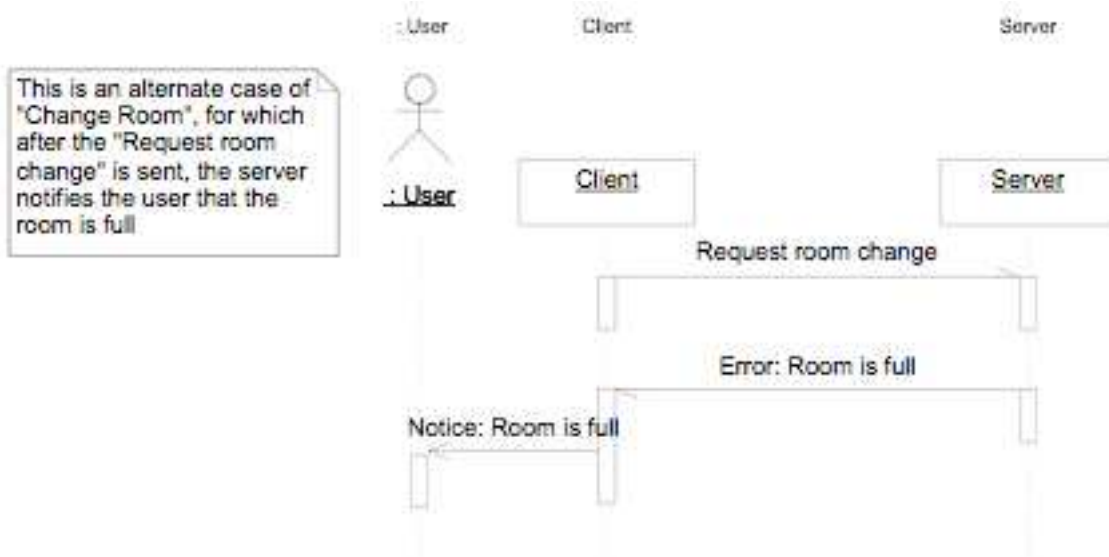 : User
Client
Server
This is an alternate case of
"Change Room", for which
after the "Request room
change" is sent, the server
notifies the user that the
room is full
: User
Client
Server
Request room change
Error: Room is full
Notice: Room is full